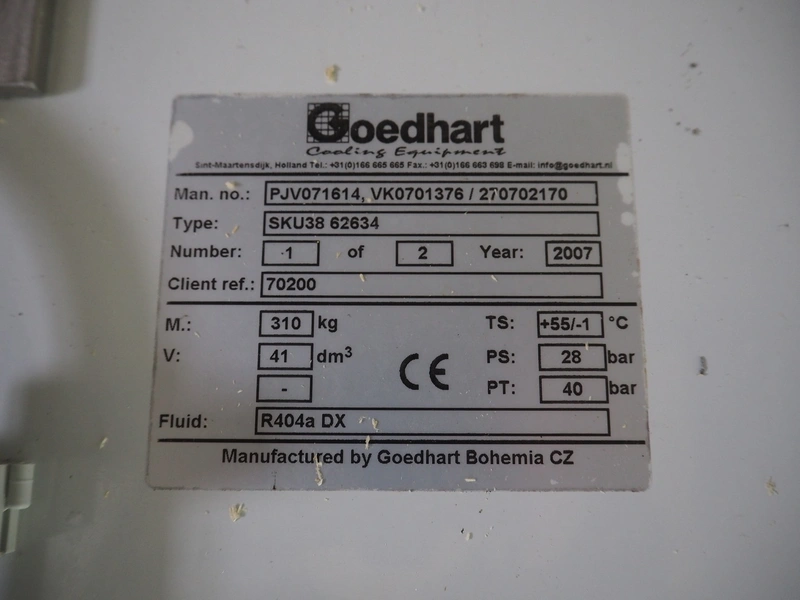 Goedhart
Cooling Equipment
Sint-Maartensdijk, Holland Tel.: +31(0)166 665 665 Fax.: +31(0)166 663 698 E-mail: info@goedhart.nl
Man. no.: PJV071614, VK0701376 / 270702170
Type: SKU38 62634
Number: 1 of 2 Year: 2007
Client ref.: 70200
M.: 310 kg TS: +55/-1 °C
V: 41 dm³ PS: 28 bar
- CE PT: 40 bar
Fluid: R404a DX
Manufactured by Goedhart Bohemia CZ